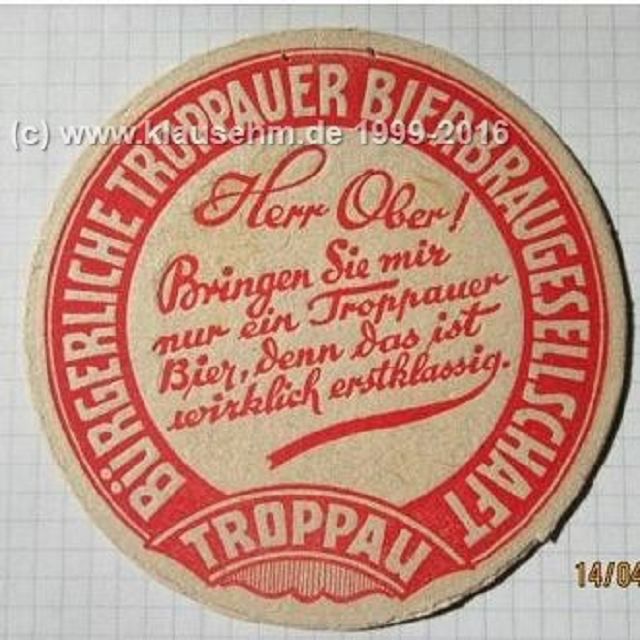 BÜRGERLICHE TROPPAUER BIERBRAUGESELLSCHAFT
(c) www.klausehm.de 1999-2016
Herr Ober!
Bringen Sie mir
nur ein Troppauer
Bier, denn das ist
wirklich erstklassig.
TROPPAU
14/04